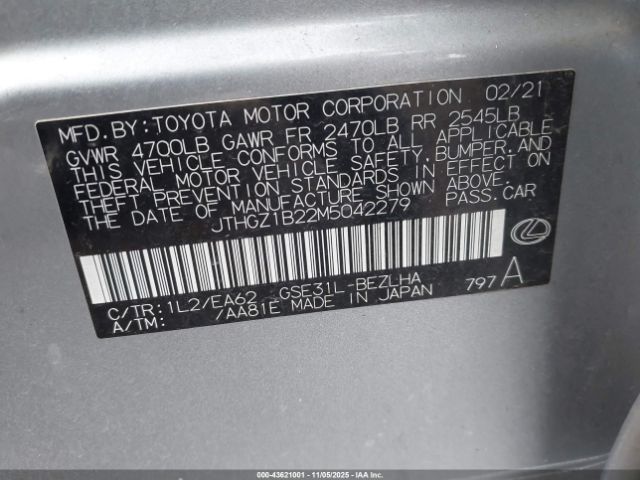 MFD. BY: TOYOTA MOTOR CORPORATION 02/21
GVWR 4700LB GAWR FR 2470LB RR 2545LB
THIS VEHICLE CONFORMS TO ALL APPLICABLE
FEDERAL MOTOR VEHICLE SAFETY, BUMPER, AND
THEFT PREVENTION STANDARDS IN EFFECT ON
THE DATE OF MANUFACTURE SHOWN ABOVE.
JTHGZ1B22M5042279 PASS. CAR
C/TR: 1L2/EA62 GSE31L-BEZLHA
A/TM: /AA81E MADE IN JAPAN 797 A
000-43621001 | 11/05/2025 | IAA Inc.